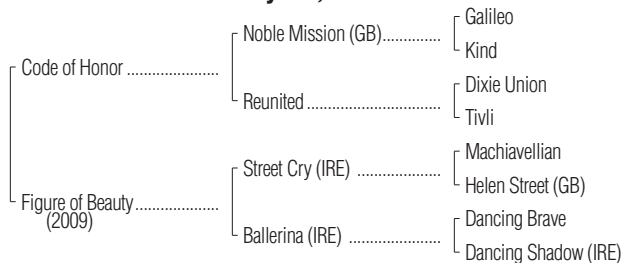 Galileo
Noble Mission (GB)..............
Kind
Code of Honor ......................
Dixie Union
Reunited ................................
Tivli
Machiavellian
Street Cry (IRE) ....................
Helen Street (GB)
Figure of Beauty....................
(2009)
Dancing Brave
Ballerina (IRE) ......................
Dancing Shadow (IRE)